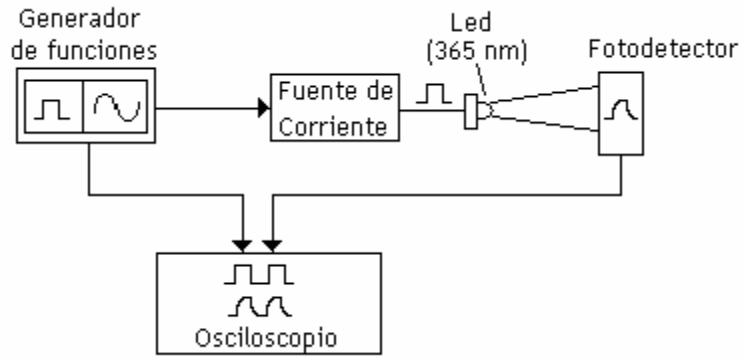 Generador
de funciones
Fuente de
Corriente
Led
(365 nm)
Fotodetector
Osciloscopio